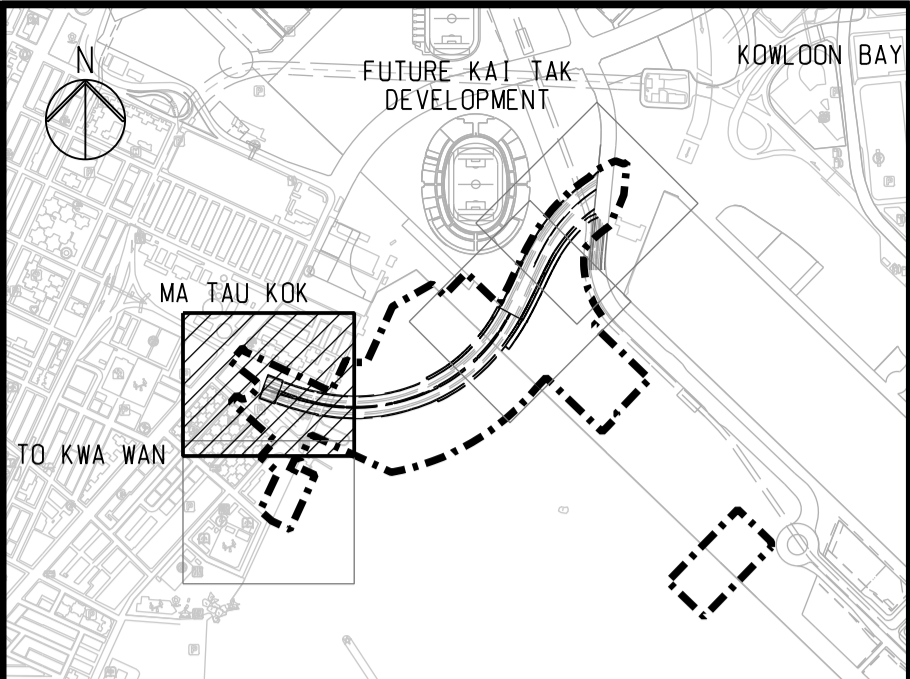 N
FUTURE KAI TAK
DEVELOPMENT
KOWLOON BAY
MA TAU KOK
TO KWA WAN